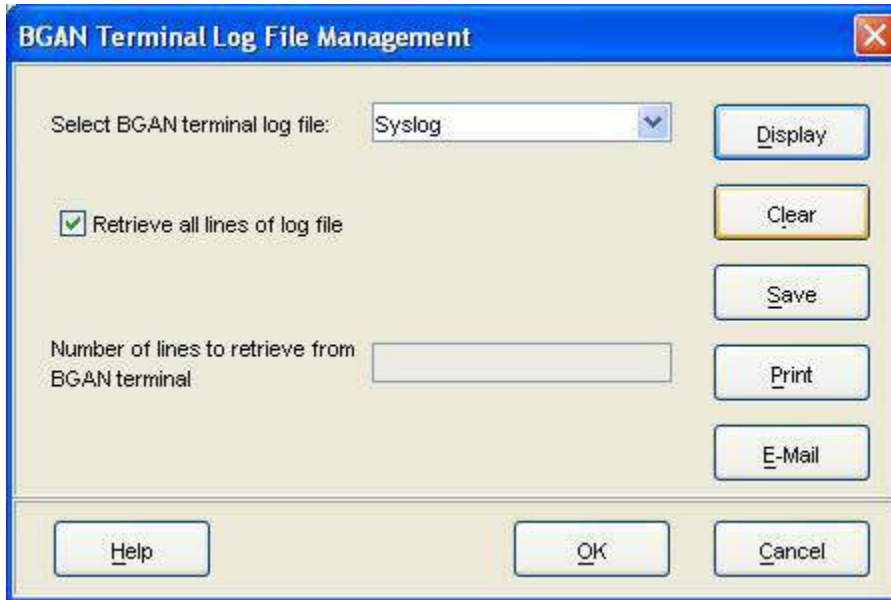 BGAN Terminal Log File Management
Select BGAN terminal log file:
Syslog
Display
Retrieve all lines of log file
Clear
Save
Number of lines to retrieve from
BGAN terminal
Print
E-Mail
Help
OK
Cancel